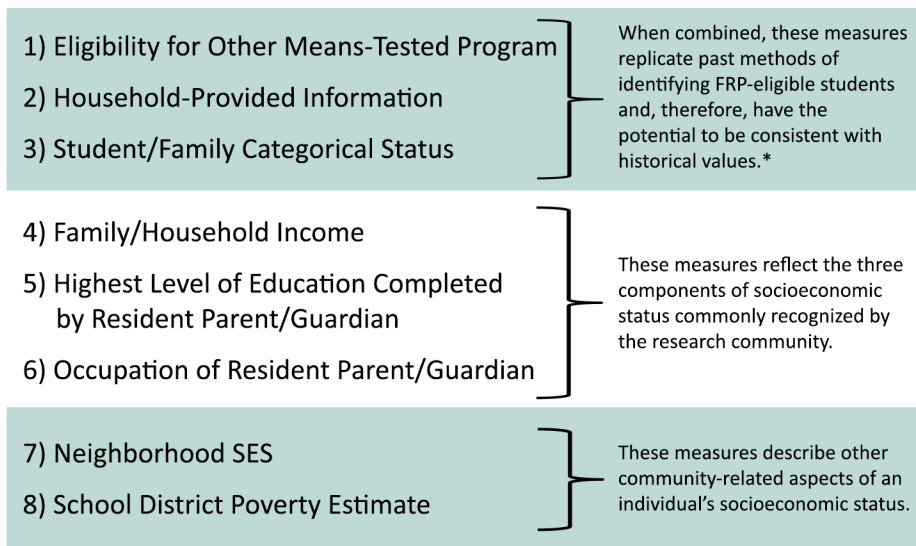 1) Eligibility for Other Means-Tested Program
2) Household-Provided Information
3) Student/Family Categorical Status
When combined, these measures
replicate past methods of
identifying FRP-eligible students
and, therefore, have the
potential to be consistent with
historical values.*
4) Family/Household Income
5) Highest Level of Education Completed
by Resident Parent/Guardian
6) Occupation of Resident Parent/Guardian
These measures reflect the three
components of socioeconomic
status commonly recognized by
the research community.
7) Neighborhood SES
8) School District Poverty Estimate
These measures describe other
community-related aspects of an
individual’s socioeconomic status.